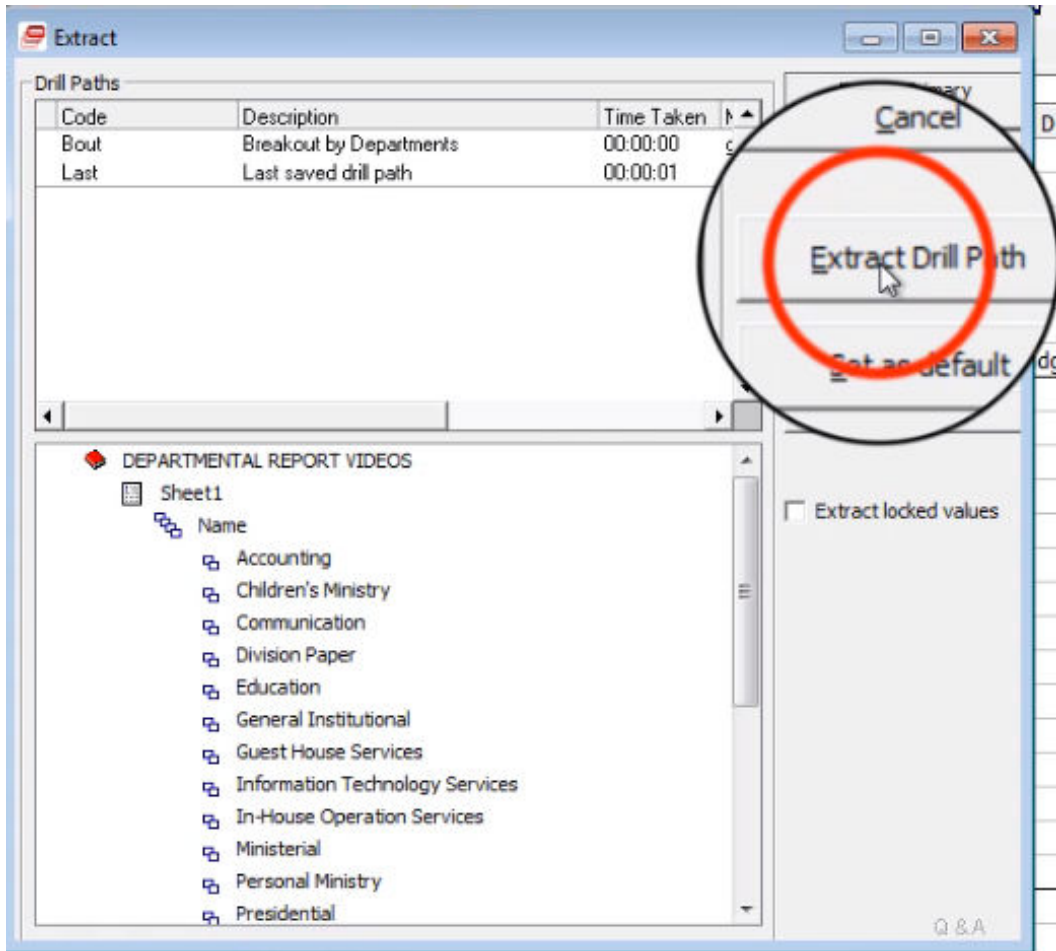 Extract
Drill Paths
Code Description Time Taken
Bout Breakout by Departments 00:00:00
Last Last saved drill path 00:00:01
Cancel
Extract Drill Path
Set as default
DEPARTMENTAL REPORT VIDEOS
Sheet1
Name
Accounting
Children's Ministry
Communication
Division Paper
Education
General Institutional
Guest House Services
Information Technology Services
In-House Operation Services
Ministerial
Personal Ministry
Presidential
Extract locked values
Q & A